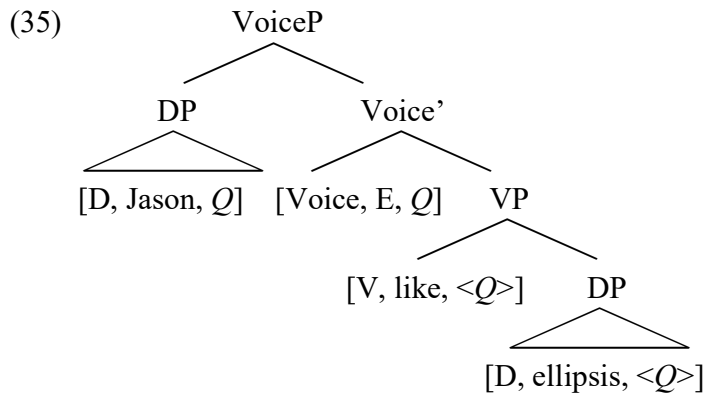 (35) VoiceP
DP Voice’
[D, Jason, Q] [Voice, E, Q] VP
[V, like, <Q>] DP
[D, ellipsis, <Q>]